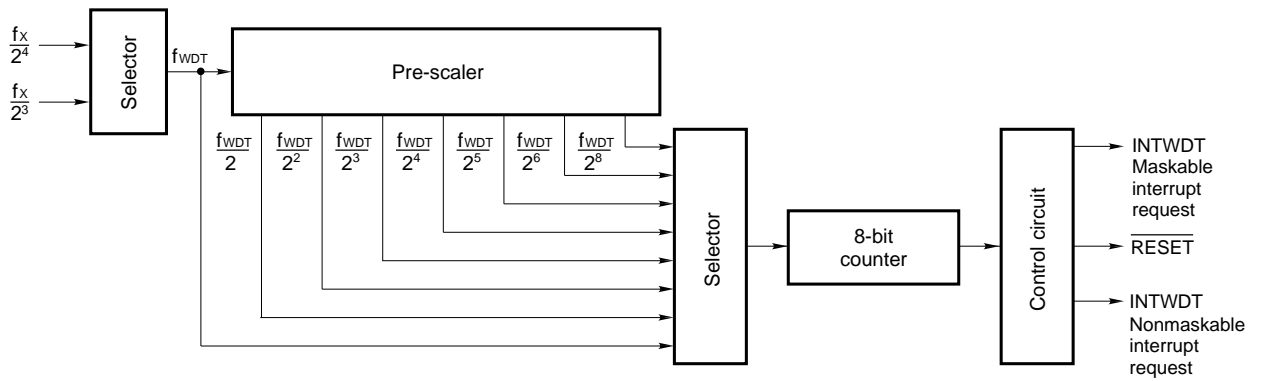 fX
2⁴
fX
2³
Selector
fWDT
Pre-scaler
fWDT
2
fWDT
2²
fWDT
2³
fWDT
2⁴
fWDT
2⁵
fWDT
2⁶
fWDT
2⁸
Selector
8-bit
counter
Control circuit
INTWDT
Maskable
interrupt
request
R̅E̅S̅E̅T̅
INTWDT
Nonmaskable
interrupt
request